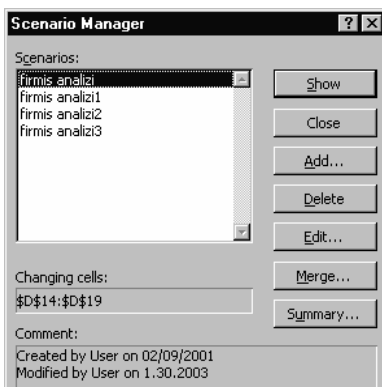 Scenario Manager
Scenarios:
firmis analizi
firmis analizi1
firmis analizi2
firmis analizi3
Show
Close
Add...
Delete
Edit...
Merge...
Summary...
Changing cells:
$D$14:$D$19
Comment:
Created by User on 02/09/2001
Modified by User on 1.30.2003